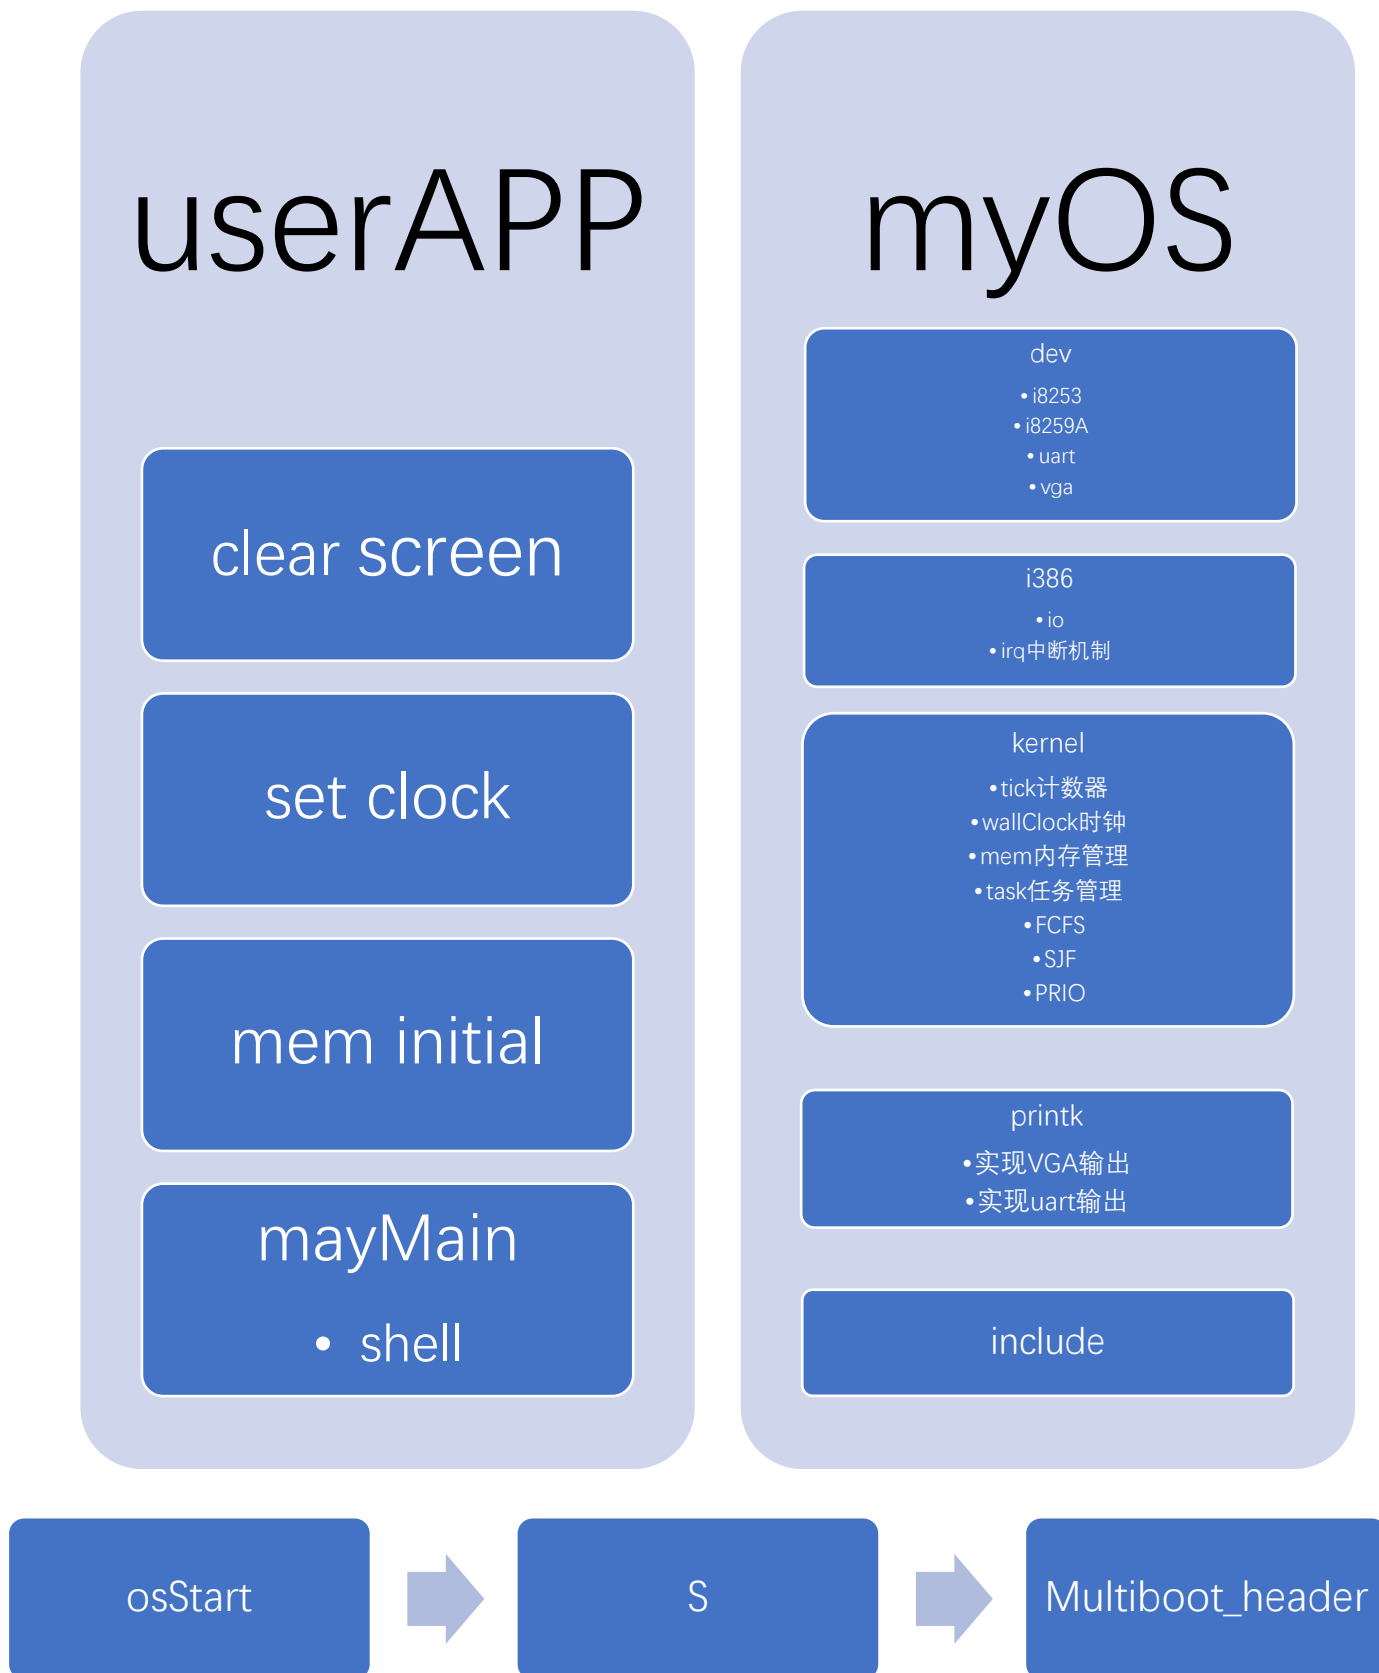 userAPP
clear screen
set clock
mem initial
mayMain
• shell
myOS
dev
•i8253
•i8259A
•uart
•vga
i386
•io
•irq中断机制
kernel
•tick计数器
•wallClock时钟
•mem内存管理
•task任务管理
•FCFS
•SJF
•PRIO
printk
•实现VGA输出
•实现uart输出
include
osStart
S
Multiboot_header